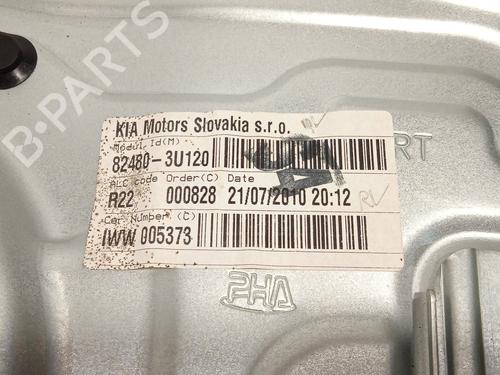 B-PARTS
KIA Motors Slovakia s.r.o.
Modul Id(M)
82480-3U120
ALC code Order(C) Date
R22 000828 21/07/2010 20:12
Car Number (C)
IWW 005373
RT
PHA